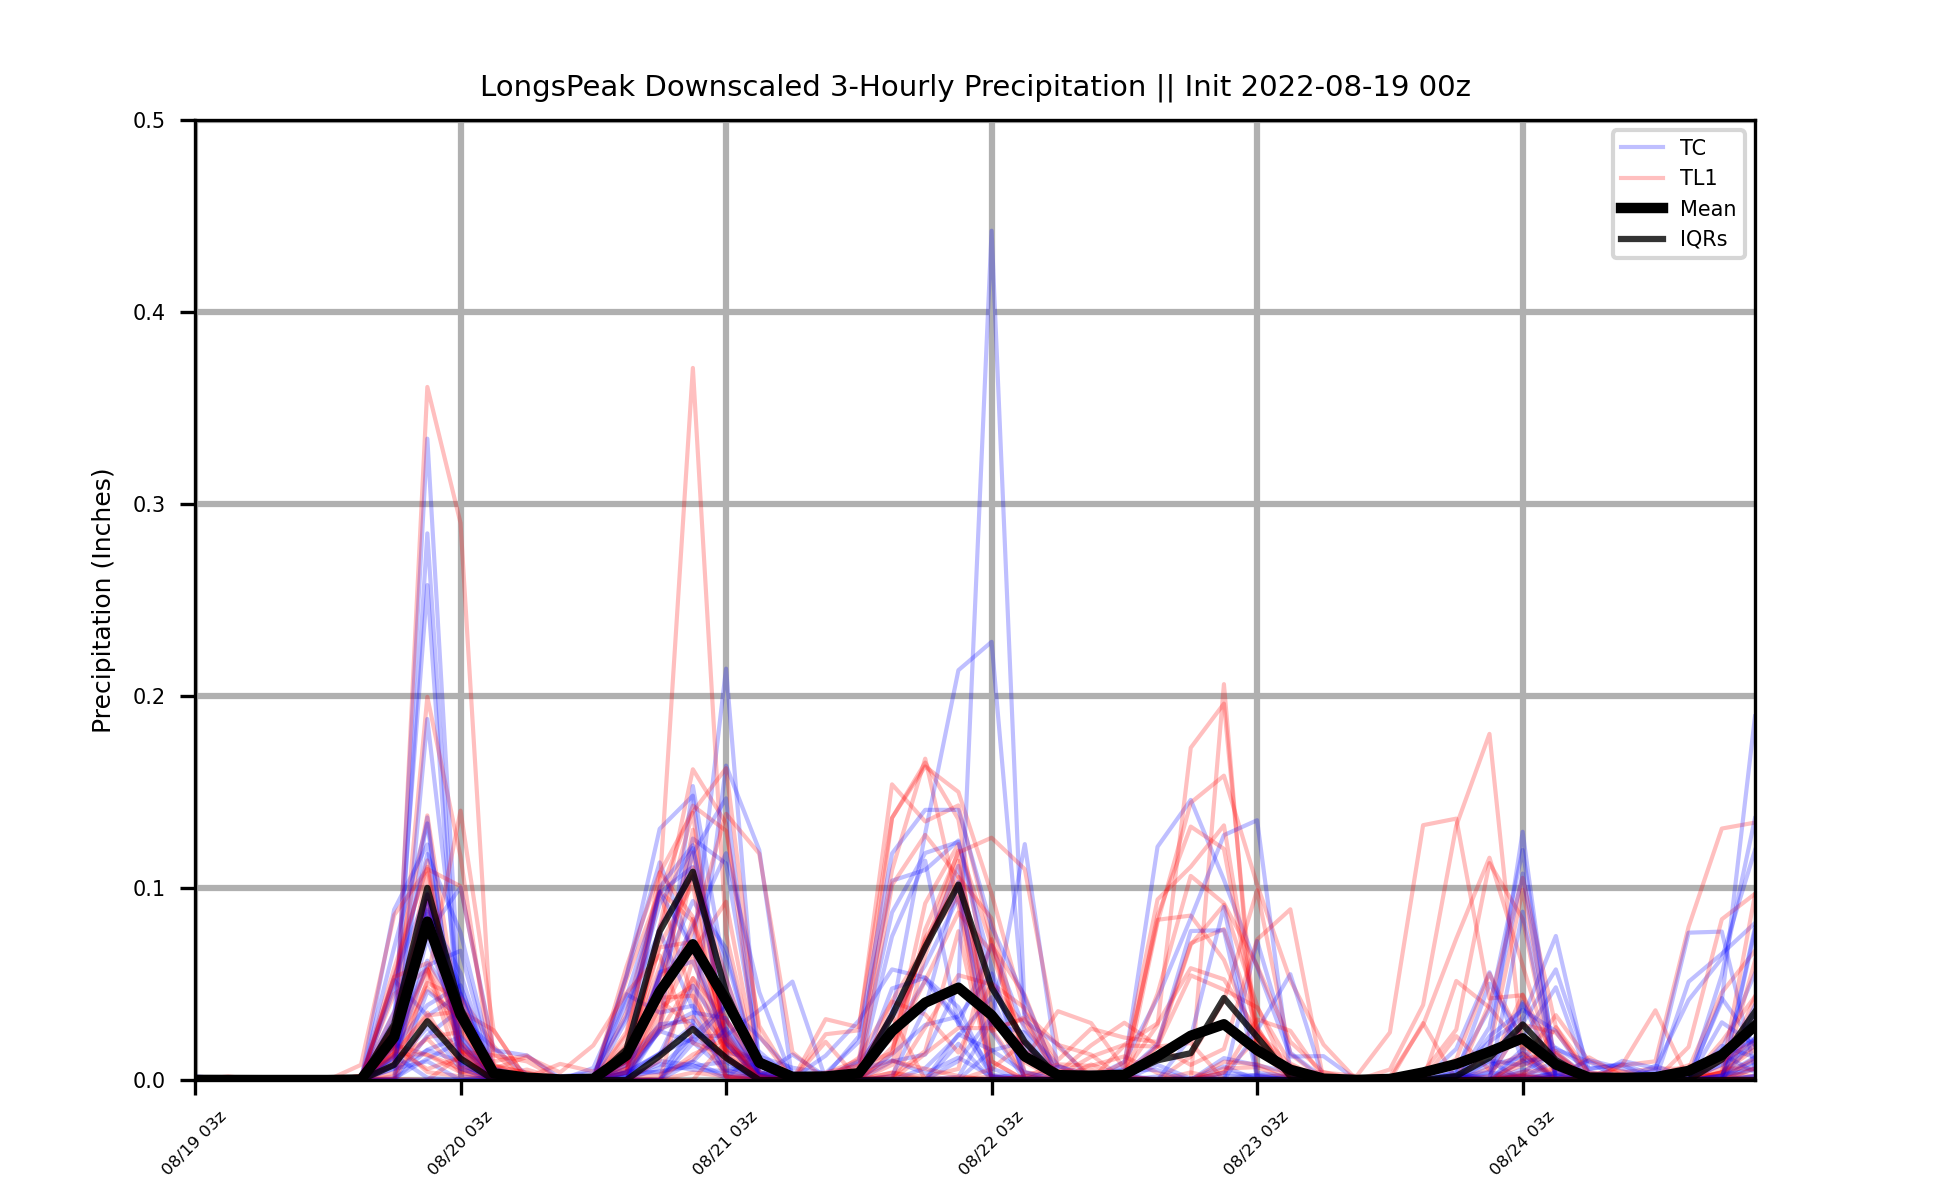 LongsPeak Downscaled 3-Hourly Precipitation || Init 2022-08-19 00z
TC
TL1
Mean
IQRs
Precipitation (Inches)
0.5
0.4
0.3
0.2
0.1
0.0
08/19 03z
08/20 03z
08/21 03z
08/22 03z
08/23 03z
08/24 03z